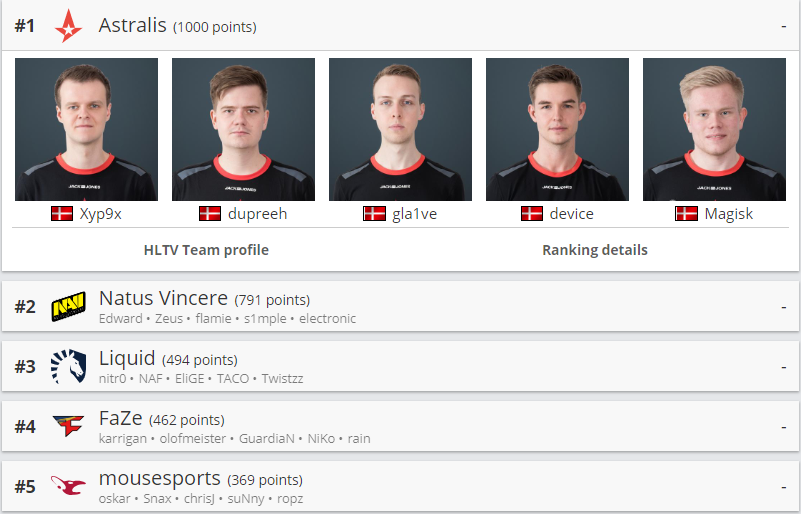 #1 Astralis (1000 points) -
JACK JONES JACK JONES JACK JONES JACK JONES JACK JONES
Xyp9x dupreeh gla1ve device Magisk
HLTV Team profile Ranking details
#2 NAVI Natus Vincere (791 points) -
Edward • Zeus • flamie • s1mple • electronic
#3 Liquid (494 points) -
nitr0 • NAF • EliGE • TACO • Twistzz
#4 FaZe (462 points) -
karrigan • olofmeister • GuardiaN • NiKo • rain
#5 mousesports (369 points) -
oskar • Snax • chrisJ • suNny • ropz